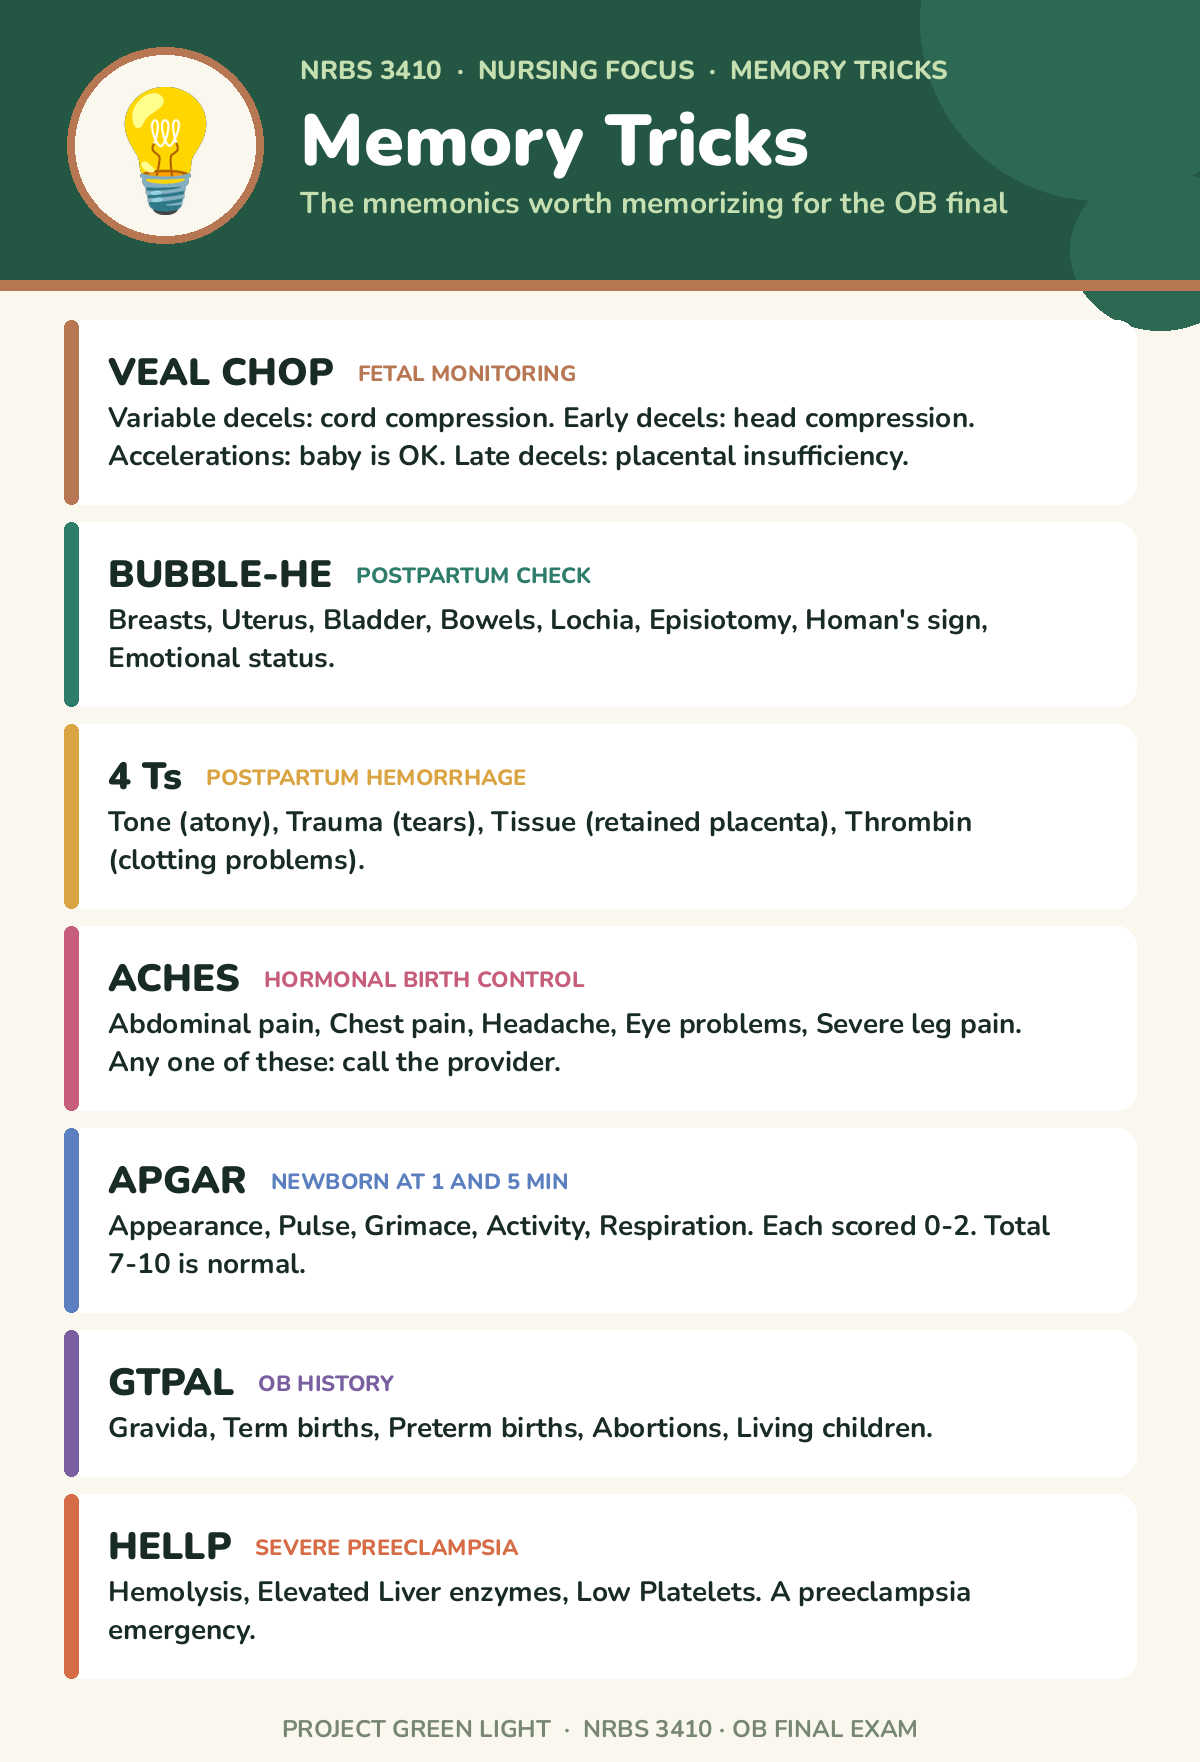 NRBS 3410 · NURSING FOCUS · MEMORY TRICKS
Memory Tricks
The mnemonics worth memorizing for the OB final
VEAL CHOP FETAL MONITORING
Variable decels: cord compression. Early decels: head compression.
Accelerations: baby is OK. Late decels: placental insufficiency.
BUBBLE-HE POSTPARTUM CHECK
Breasts, Uterus, Bladder, Bowels, Lochia, Episiotomy, Homan's sign,
Emotional status.
4 Ts POSTPARTUM HEMORRHAGE
Tone (atony), Trauma (tears), Tissue (retained placenta), Thrombin
(clotting problems).
ACHES HORMONAL BIRTH CONTROL
Abdominal pain, Chest pain, Headache, Eye problems, Severe leg pain.
Any one of these: call the provider.
APGAR NEWBORN AT 1 AND 5 MIN
Appearance, Pulse, Grimace, Activity, Respiration. Each scored 0-2. Total
7-10 is normal.
GTPAL OB HISTORY
Gravida, Term births, Preterm births, Abortions, Living children.
HELLP SEVERE PREECLAMPSIA
Hemolysis, Elevated Liver enzymes, Low Platelets. A preeclampsia
emergency.
PROJECT GREEN LIGHT · NRBS 3410 · OB FINAL EXAM